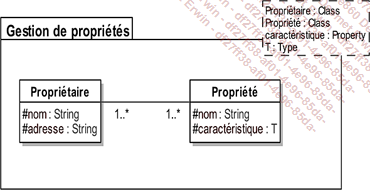 Propriétaire : Class
Propriété : Class
caractéristique : Property
T : Type
Gestion de propriétés
Propriétaire
#nom : String
#adresse : String
1..*
1..*
Propriété
#nom : String
#caractéristique : T